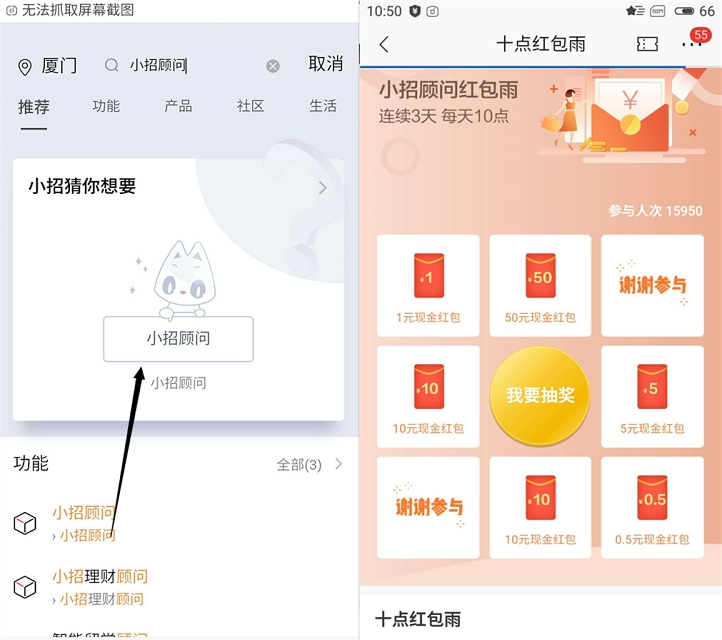 无法抓取屏幕截图
厦门
小招顾问
取消
推荐
功能
产品
社区
生活
小招猜你想要
小招顾问
小招顾问
功能
全部(3)
小招顾问
小招顾问
小招理财顾问
小招理财顾问
智能留学顾问
10:50
66
十点红包雨
55
小招顾问红包雨
连续3天 每天10点
参与人次 15950
¥1
1元现金红包
¥50
50元现金红包
谢谢参与
¥10
10元现金红包
我要抽奖
¥5
5元现金红包
谢谢参与
¥10
10元现金红包
¥0.5
0.5元现金红包
十点红包雨